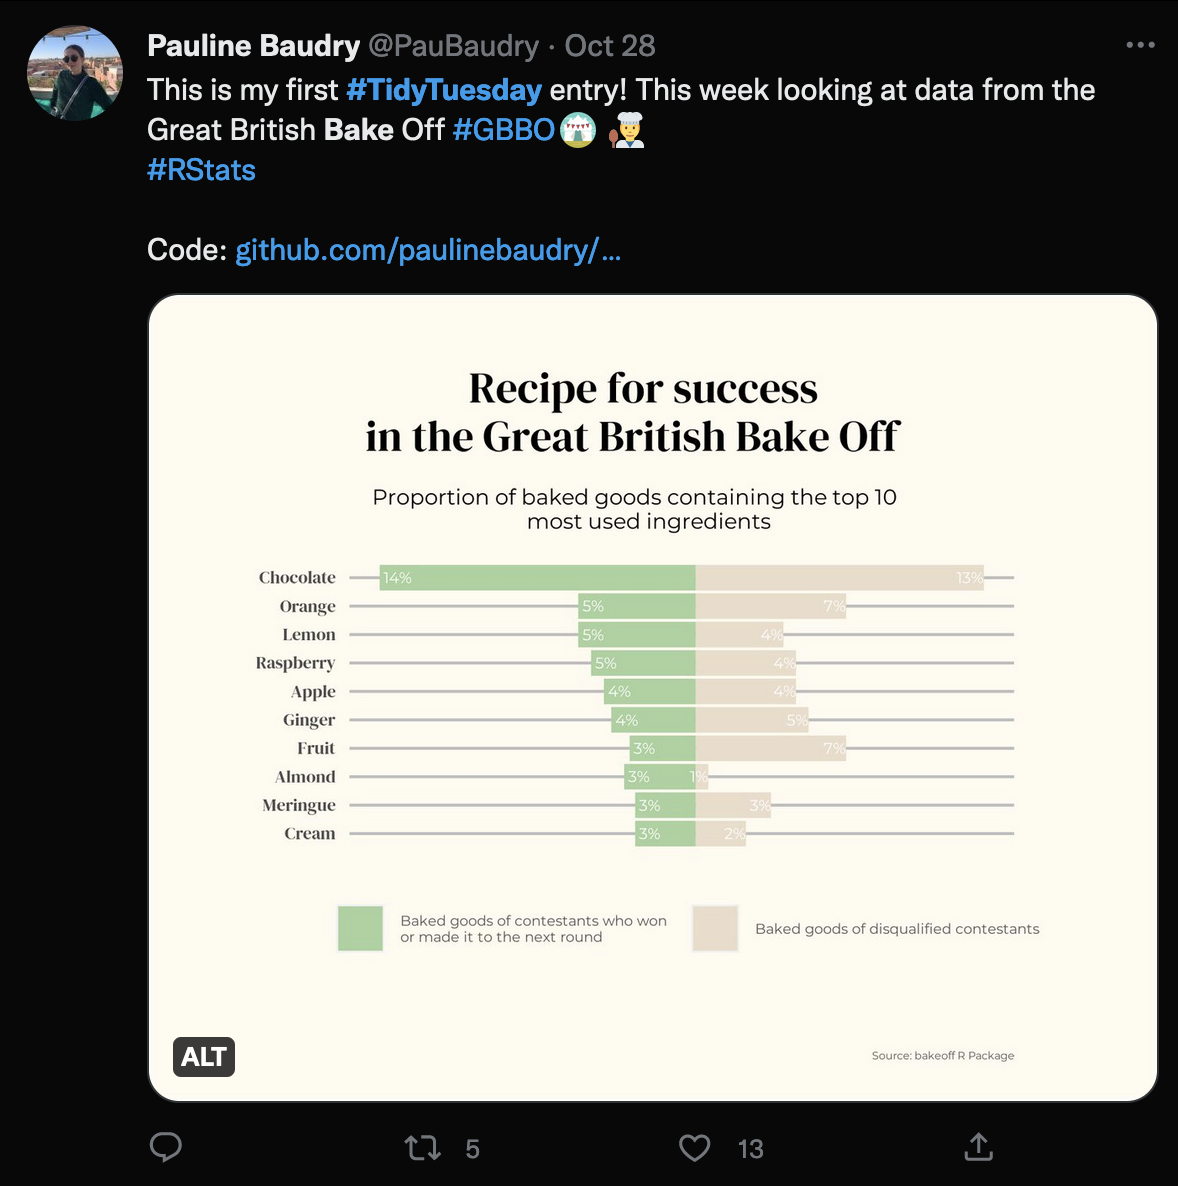 Pauline Baudry @PauBaudry · Oct 28
This is my first #TidyTuesday entry! This week looking at data from the
Great British Bake Off #GBBO
#RStats
Code: github.com/paulinebaudry/...
Recipe for success
in the Great British Bake Off
Proportion of baked goods containing the top 10
most used ingredients
Chocolate 14% 13%
Orange 5% 7%
Lemon 5% 4%
Raspberry 5% 4%
Apple 4% 4%
Ginger 4% 5%
Fruit 3% 7%
Almond 3% 1%
Meringue 3% 3%
Cream 3% 2%
Baked goods of contestants who won
or made it to the next round
Baked goods of disqualified contestants
ALT
Source: bakeoff R Package
5 13